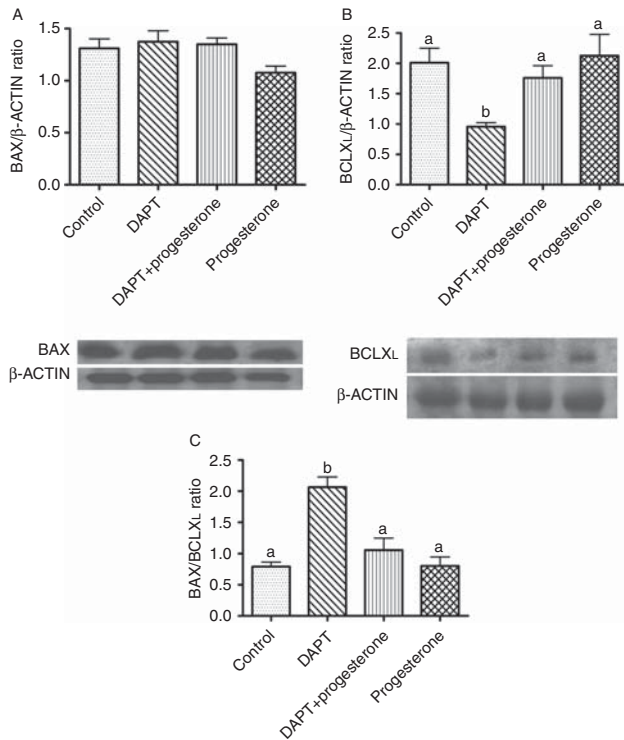 A
BAX/β-ACTIN ratio
1.5
1.0
1.5
0.0
Control
DAPT
DAPT+progesterone
Progesterone
B
BCLXL/β-ACTIN ratio
2.5
2.0
1.5
1.0
0.5
0.0
a
b
a
a
Control
DAPT
DAPT+progesterone
Progesterone
BAX
β-ACTIN
BCLXL
β-ACTIN
C
BAX/BCLXL ratio
2.5
2.0
1.5
1.0
0.5
0.0
a
b
a
a
Control
DAPT
DAPT+progesterone
Progesterone